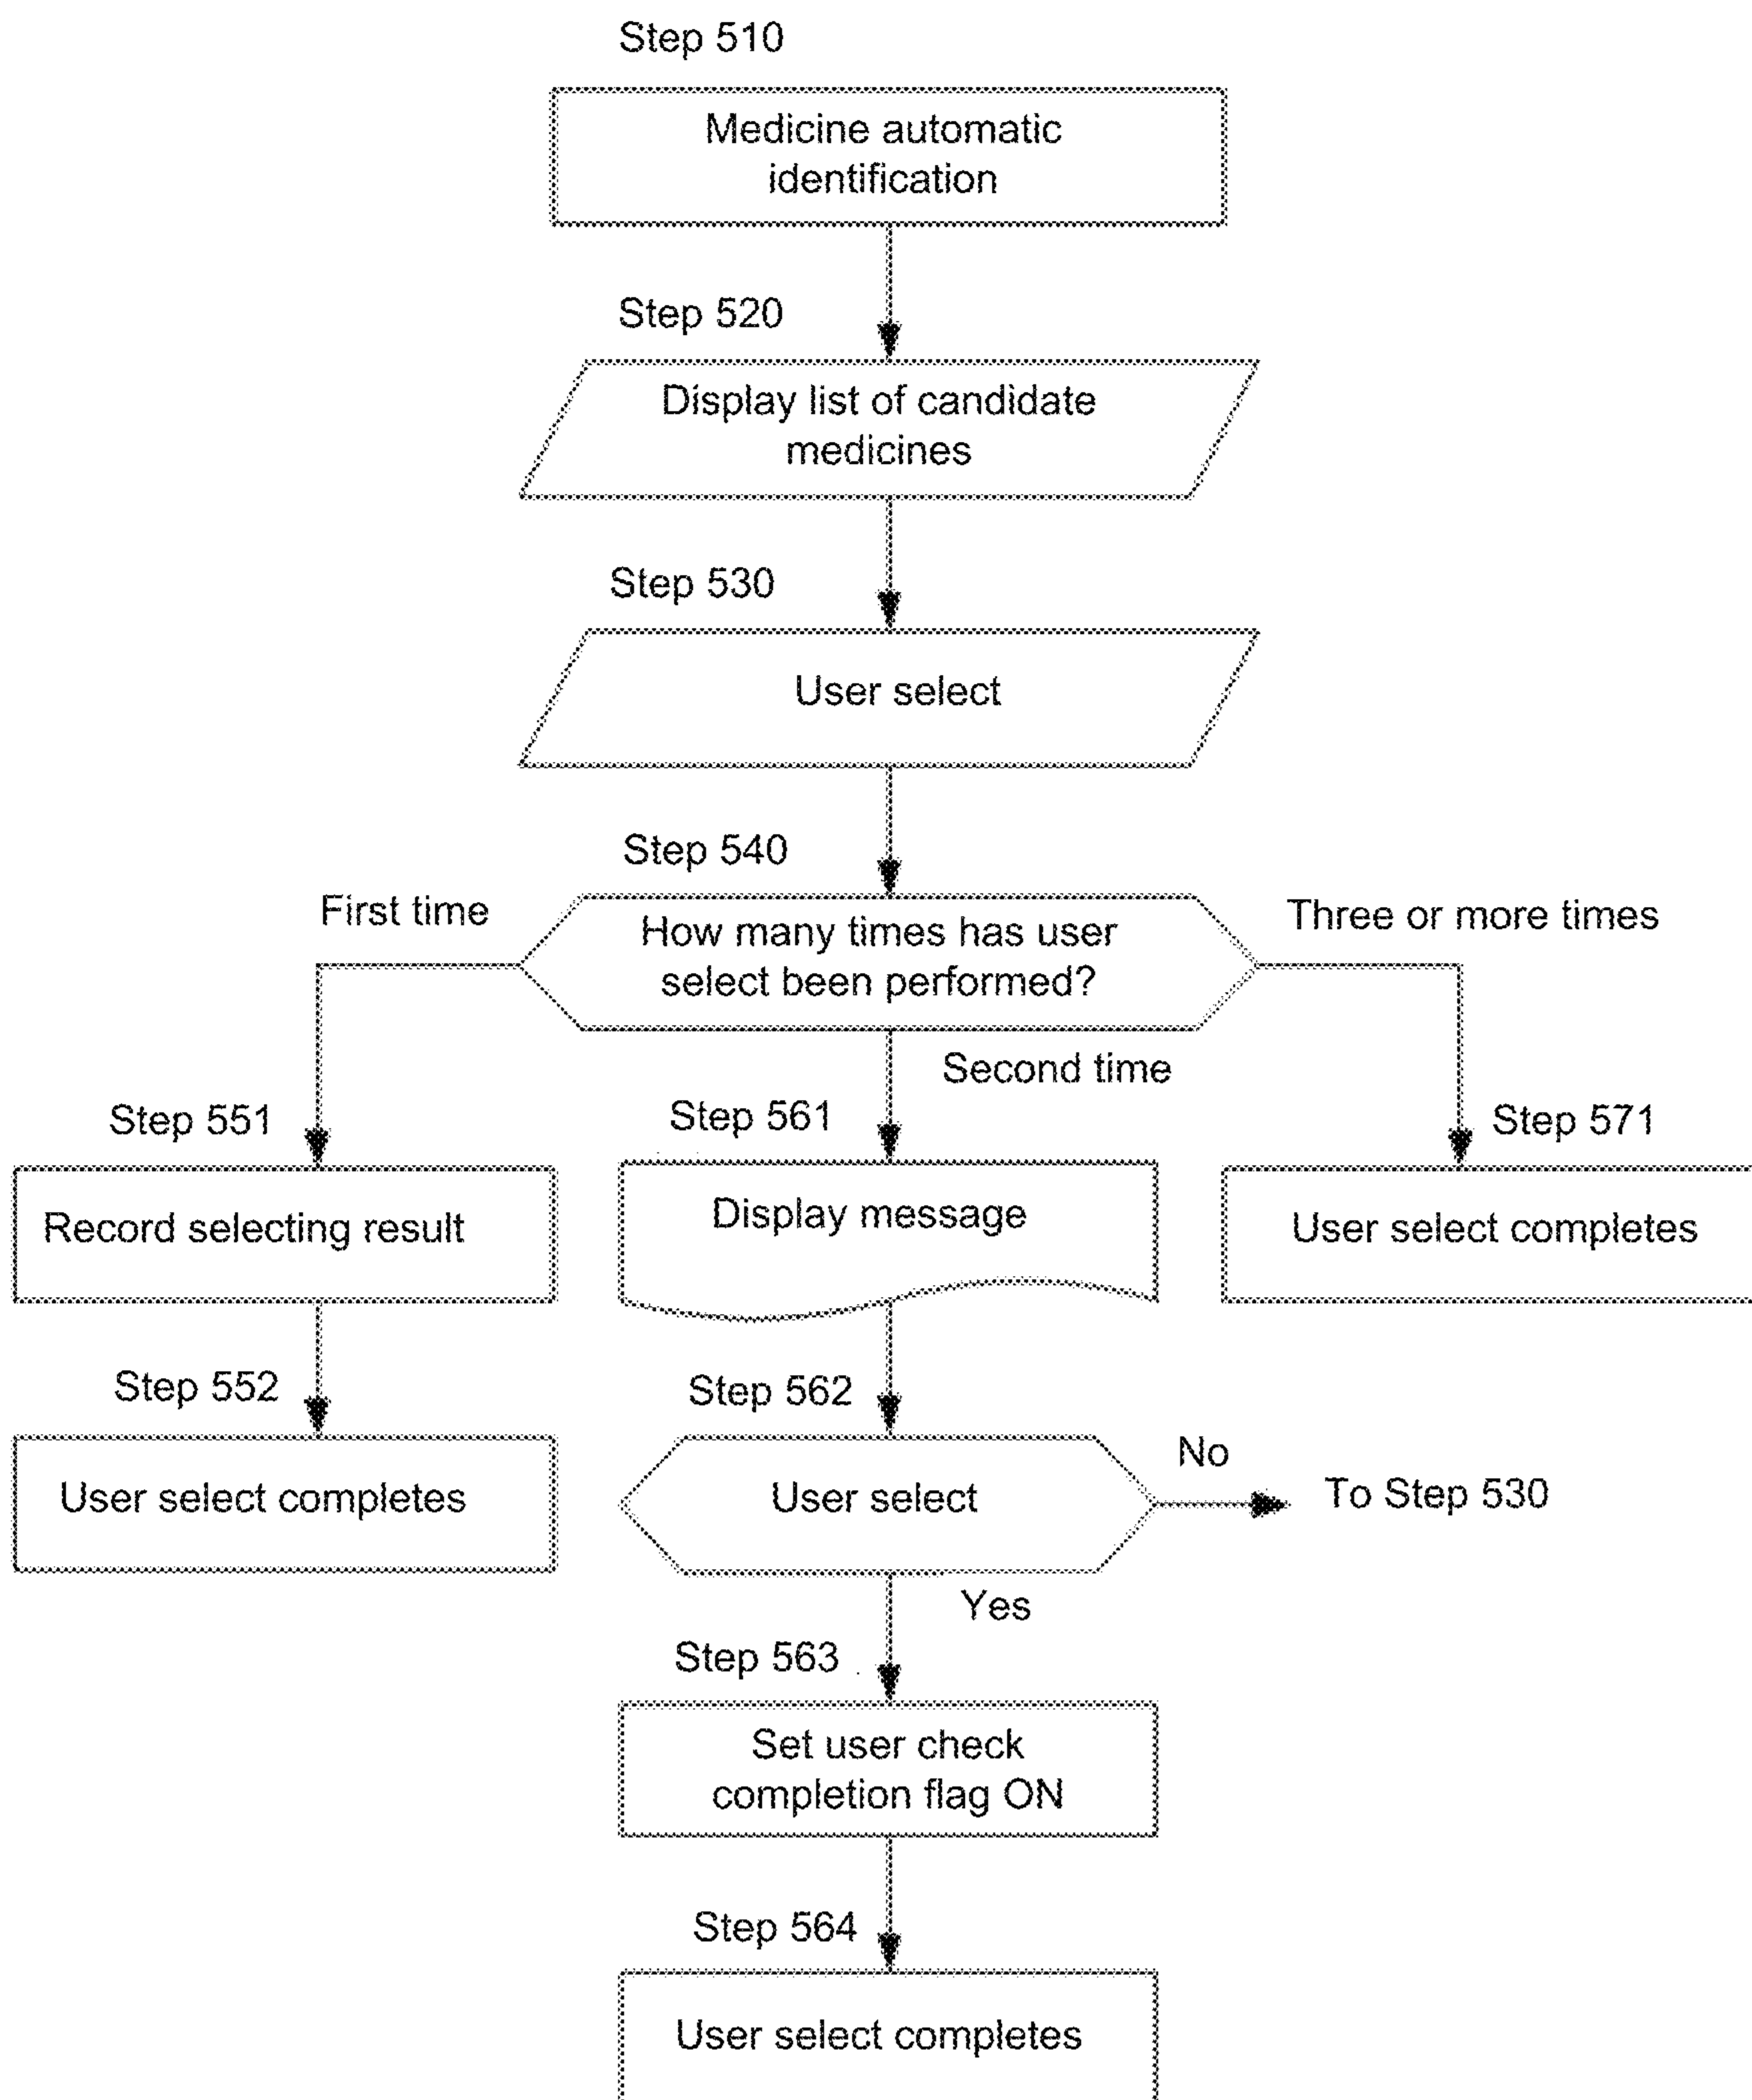 Step 510
Medicine automatic
identification
Step 520
Display list of candidate
medicines
Step 530
User select
Step 540
First time
How many times has user
select been performed?
Three or more times
Second time
Step 551
Step 561
Step 571
Record selecting result
Display message
User select completes
Step 552
Step 562
User select completes
User select
No
To Step 530
Yes
Step 563
Set user check
completion flag ON
Step 564
User select completes